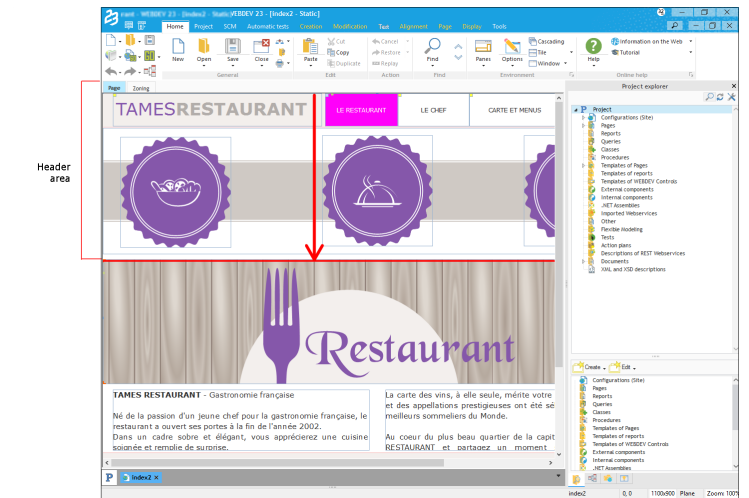 WEBDEV 23 - [index2 - Static]
Home Project SCM Automatic tests Creation Modification Text Alignment Page Display Tools
New Open Save Close Paste Cut Copy Duplicate Cancel Restore Replay Find Panes Options Cascading Tile Window Help Information on the Web Tutorial
General Edit Action Find Environment Online help
Page Zoning
Header
area
TAMESRESTAURANT LE RESTAURANT LE CHEF CARTE ET MENUS
Restaurant
TAMES RESTAURANT - Gastronomie française
Né de la passion d'un jeune chef pour la gastronomie française, le
restaurant a ouvert ses portes à la fin de l'année 2002.
Dans un cadre sobre et élégant, vous apprécierez une cuisine
soignée et remplie de surprise.
La carte des vins, à elle seule, mérite votre
et des appellations prestigieuses ont été sé
meilleurs sommeliers du Monde.
Au coeur du plus beau quartier de la capit
RESTAURANT et partagez un moment
index2 ×
Project explorer
Project
Configurations (Site)
Pages
Reports
Queries
Classes
Procedures
Templates of Pages
Templates of reports
Templates of WEBDEV Controls
External components
Internal components
.NET Assemblies
Imported Webservices
Other
Flexible Modeling
Tests
Action plans
Descriptions of REST Webservices
Documents
XML and XSD descriptions
Create Edit
Configurations (Site)
Pages
Reports
Queries
Classes
Procedures
Templates of Pages
Templates of reports
Templates of WEBDEV Controls
External components
Internal components
.NET Assemblies
index2 0; 0 1100x900 Plane Zoom: 100%